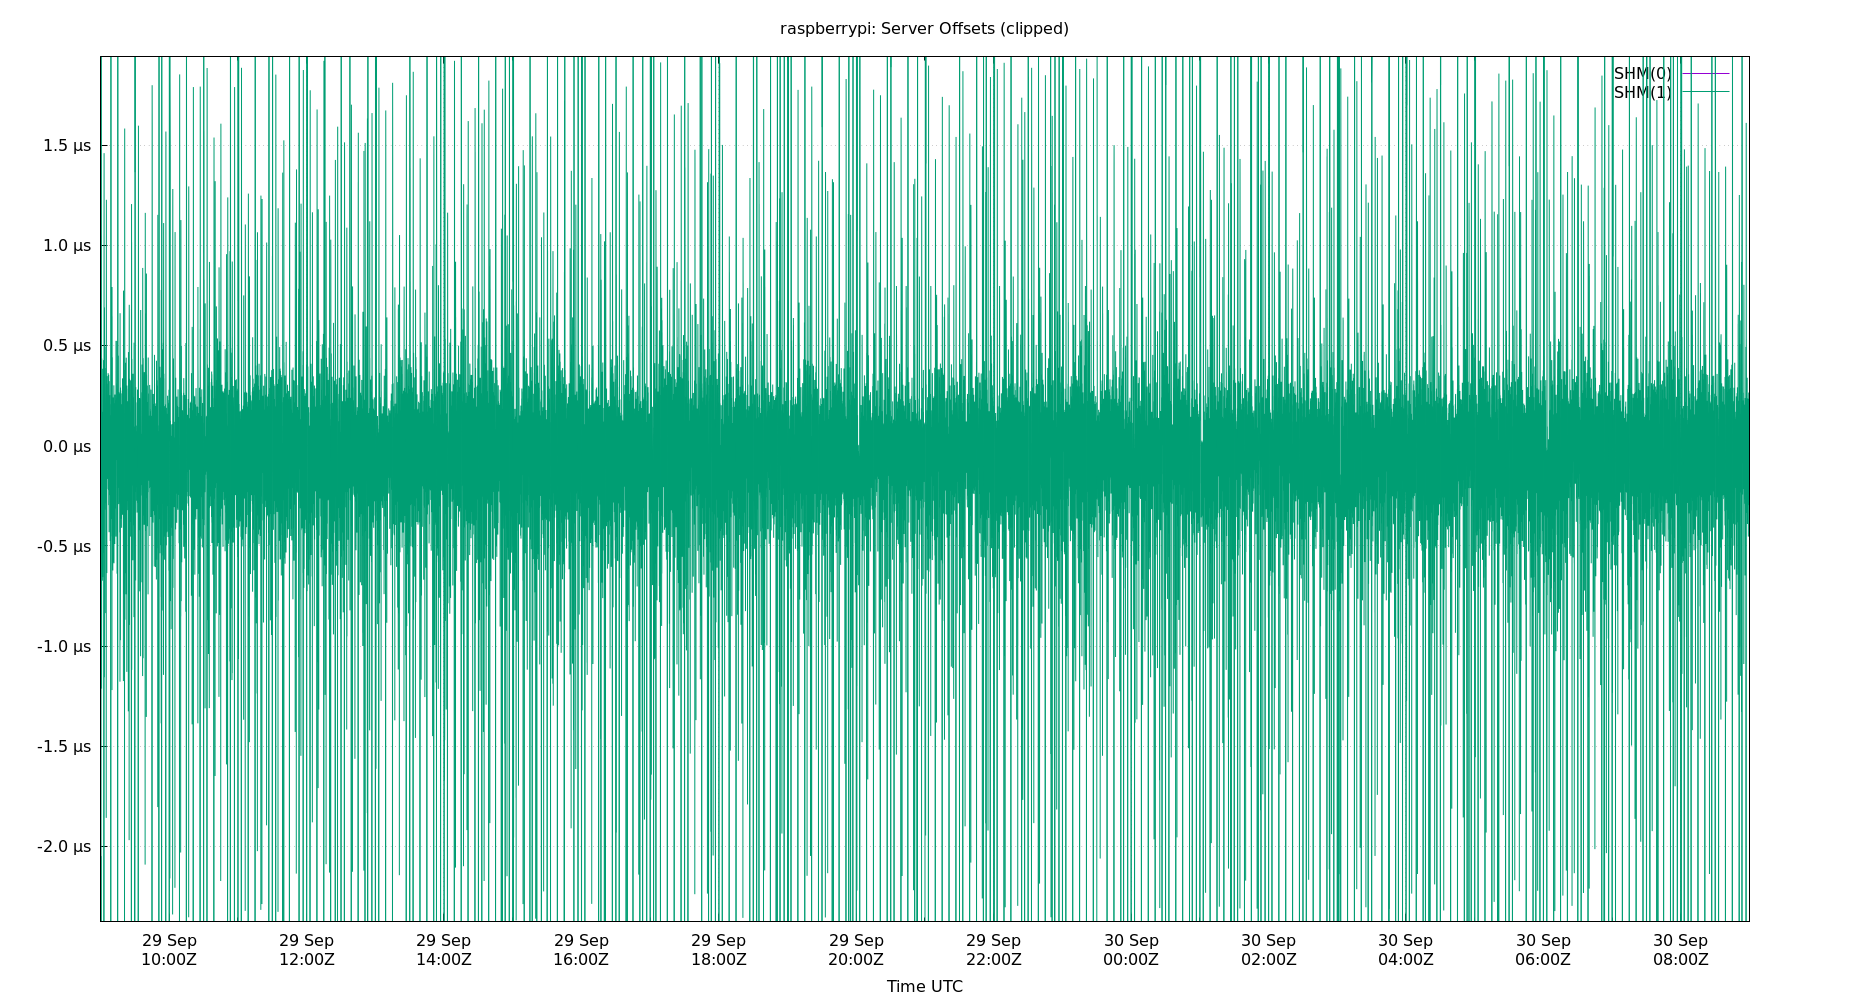 raspberrypi: Server Offsets (clipped)
SHM(0)
SHM(1)
1.5 µs
1.0 µs
0.5 µs
0.0 µs
-0.5 µs
-1.0 µs
-1.5 µs
-2.0 µs
29 Sep 29 Sep 29 Sep 29 Sep 29 Sep 29 Sep 29 Sep 30 Sep 30 Sep 30 Sep 30 Sep 30 Sep
10:00Z 12:00Z 14:00Z 16:00Z 18:00Z 20:00Z 22:00Z 00:00Z 02:00Z 04:00Z 06:00Z 08:00Z
Time UTC